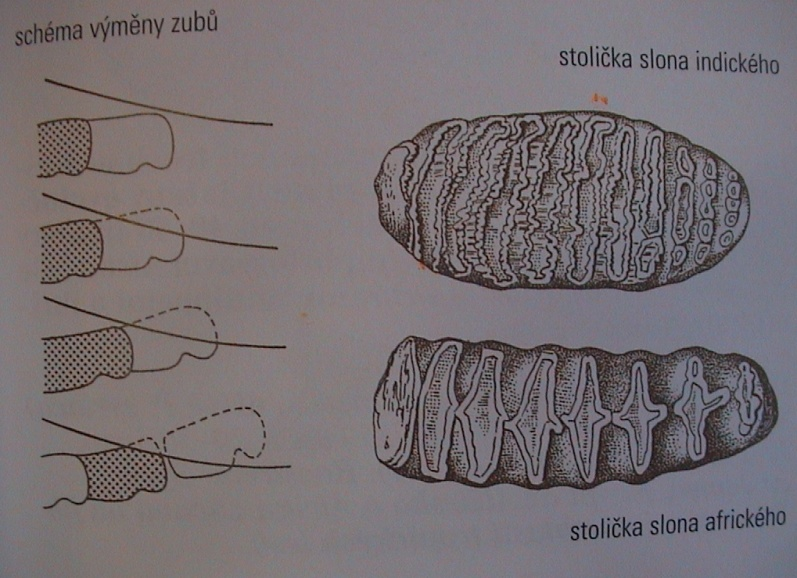 schéma výměny zubů
stolička slona indického
stolička slona afrického